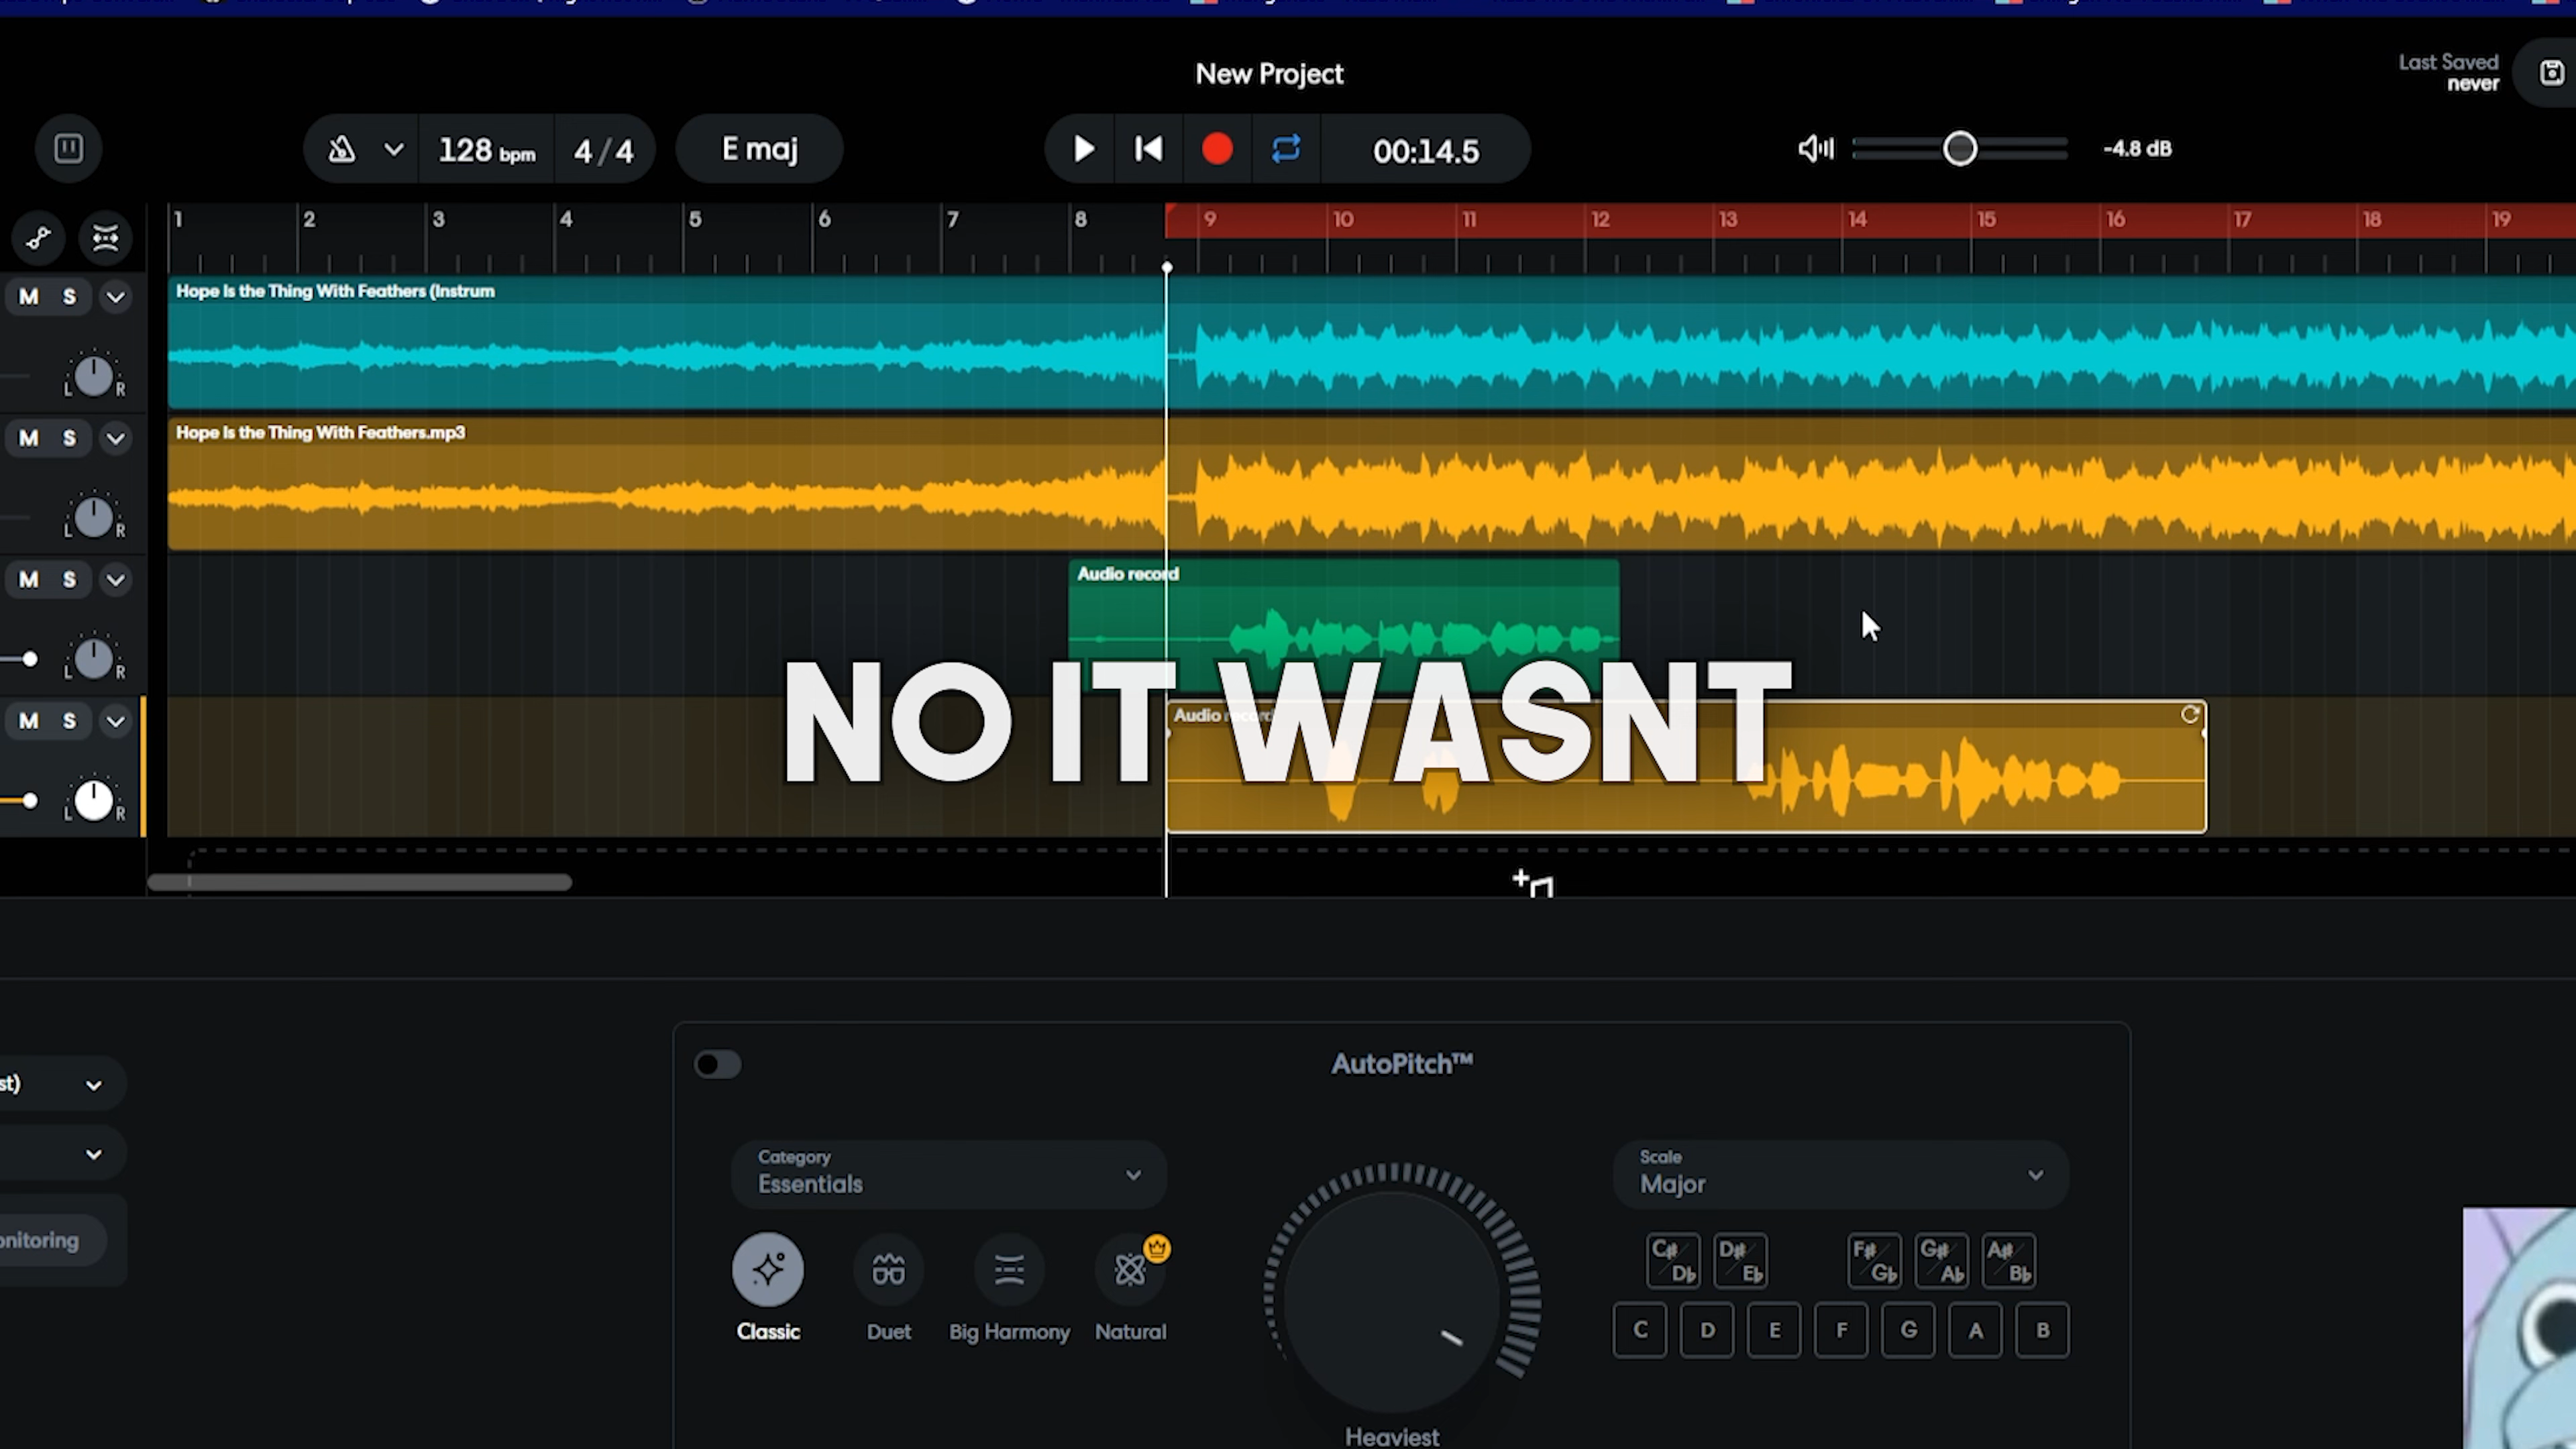 New Project
Last Saved
never
128 bpm
4/4
E maj
00:14.5
-4.8 dB
1 2 3 4 5 6 7 8 9 10 11 12 13 14 15 16 17 18 19
M S
Hope Is the Thing With Feathers (Instrum
L R
M S
Hope Is the Thing With Feathers.mp3
L R
M S
Audio record
L R
NO IT WASNT
M S
Audio record
L R
AutoPitch™
st)
Category
Essentials
Scale
Major
onitoring
C# Db D# Eb F# Gb G# Ab A# Bb
Classic
Duet
Big Harmony
Natural
C D E F G A B
Heaviest